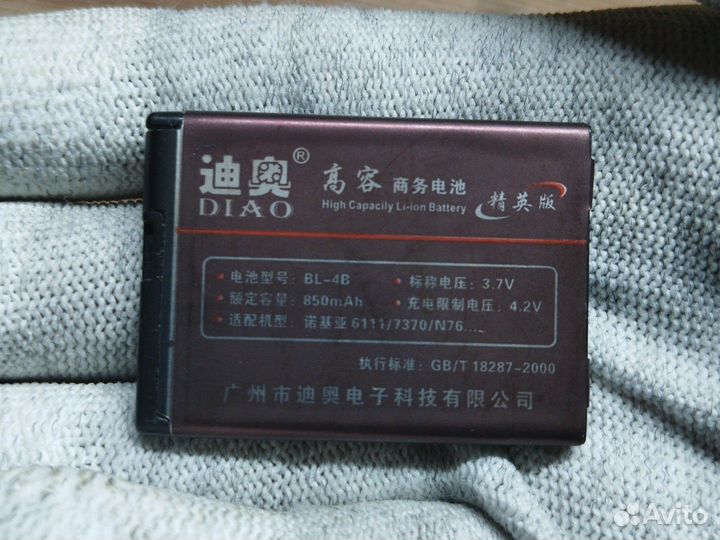 迪奥®
DIAO
高容 商务电池
High Capacily Li-ion Battery
精英版
·电池型号: BL-4B
·标称电压: 3.7V
·额定容量: 850mAh
·充电限制电压: 4.2V
·适配机型: 诺基亚 6111/7370/N76...
执行标准: GB/T 18287-2000
广州市迪奥电子科技有限公司
Avito